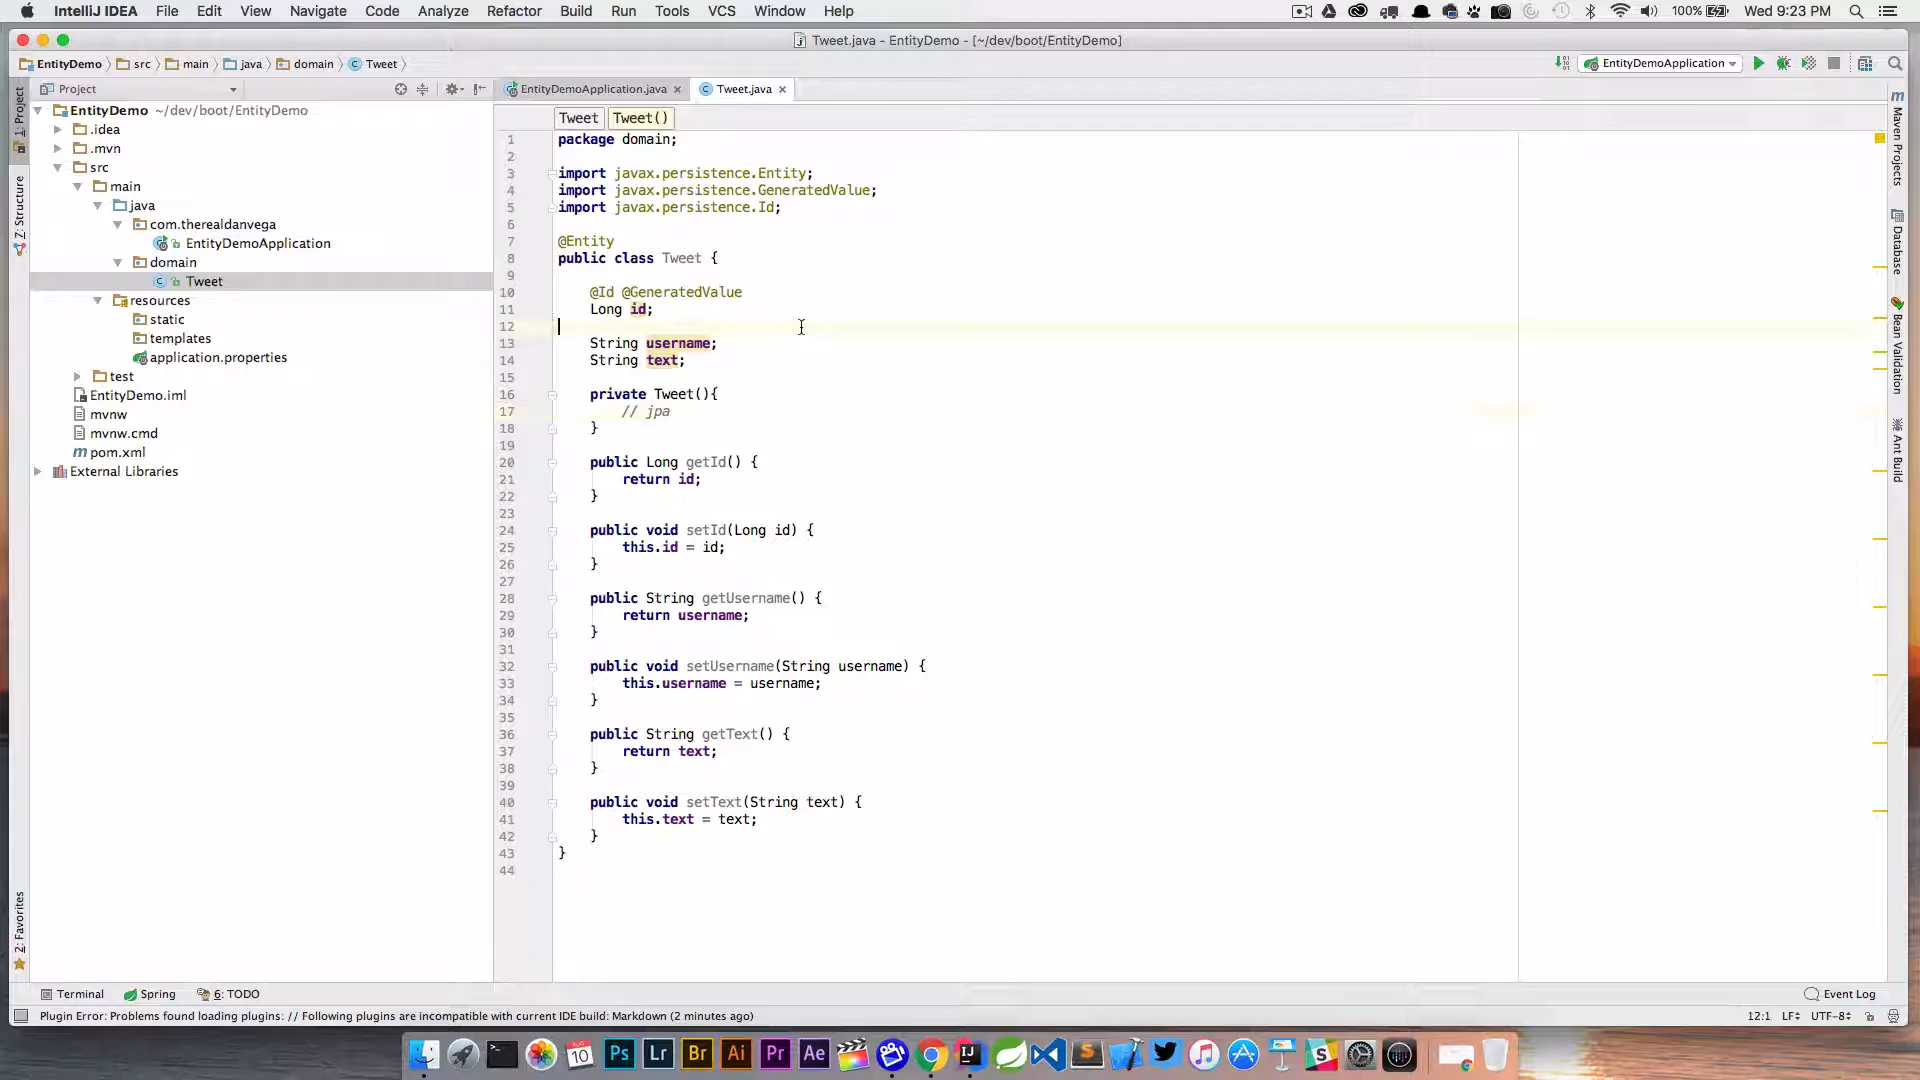 IntelliJ IDEA File Edit View Navigate Code Analyze Refactor Build Run Tools VCS Window Help 100% Wed 9:23 PM
Tweet.java - EntityDemo - [~/dev/boot/EntityDemo]
EntityDemo src main java domain Tweet EntityDemoApplication
Project EntityDemoApplication.java Tweet.java
EntityDemo ~/dev/boot/EntityDemo
.idea
.mvn
src
main
java
com.therealdanvega
EntityDemoApplication
domain
Tweet
resources
static
templates
application.properties
test
EntityDemo.iml
mvnw
mvnw.cmd
pom.xml
External Libraries
1: Project
Z: Structure
2: Favorites
Tweet Tweet()
1 package domain;
2
3 import javax.persistence.Entity;
4 import javax.persistence.GeneratedValue;
5 import javax.persistence.Id;
6
7 @Entity
8 public class Tweet {
9
10 @Id @GeneratedValue
11 Long id;
12
13 String username;
14 String text;
15
16 private Tweet(){
17 // jpa
18 }
19
20 public Long getId() {
21 return id;
22 }
23
24 public void setId(Long id) {
25 this.id = id;
26 }
27
28 public String getUsername() {
29 return username;
30 }
31
32 public void setUsername(String username) {
33 this.username = username;
34 }
35
36 public String getText() {
37 return text;
38 }
39
40 public void setText(String text) {
41 this.text = text;
42 }
43 }
44
Maven Projects
Database
Bean Validation
Ant Build
Terminal Spring 6: TODO Event Log
Plugin Error: Problems found loading plugins: // Following plugins are incompatible with current IDE build: Markdown (2 minutes ago) 12:1 LF UTF-8
10 Ps Lr Br Ai Pr Ae IJ S